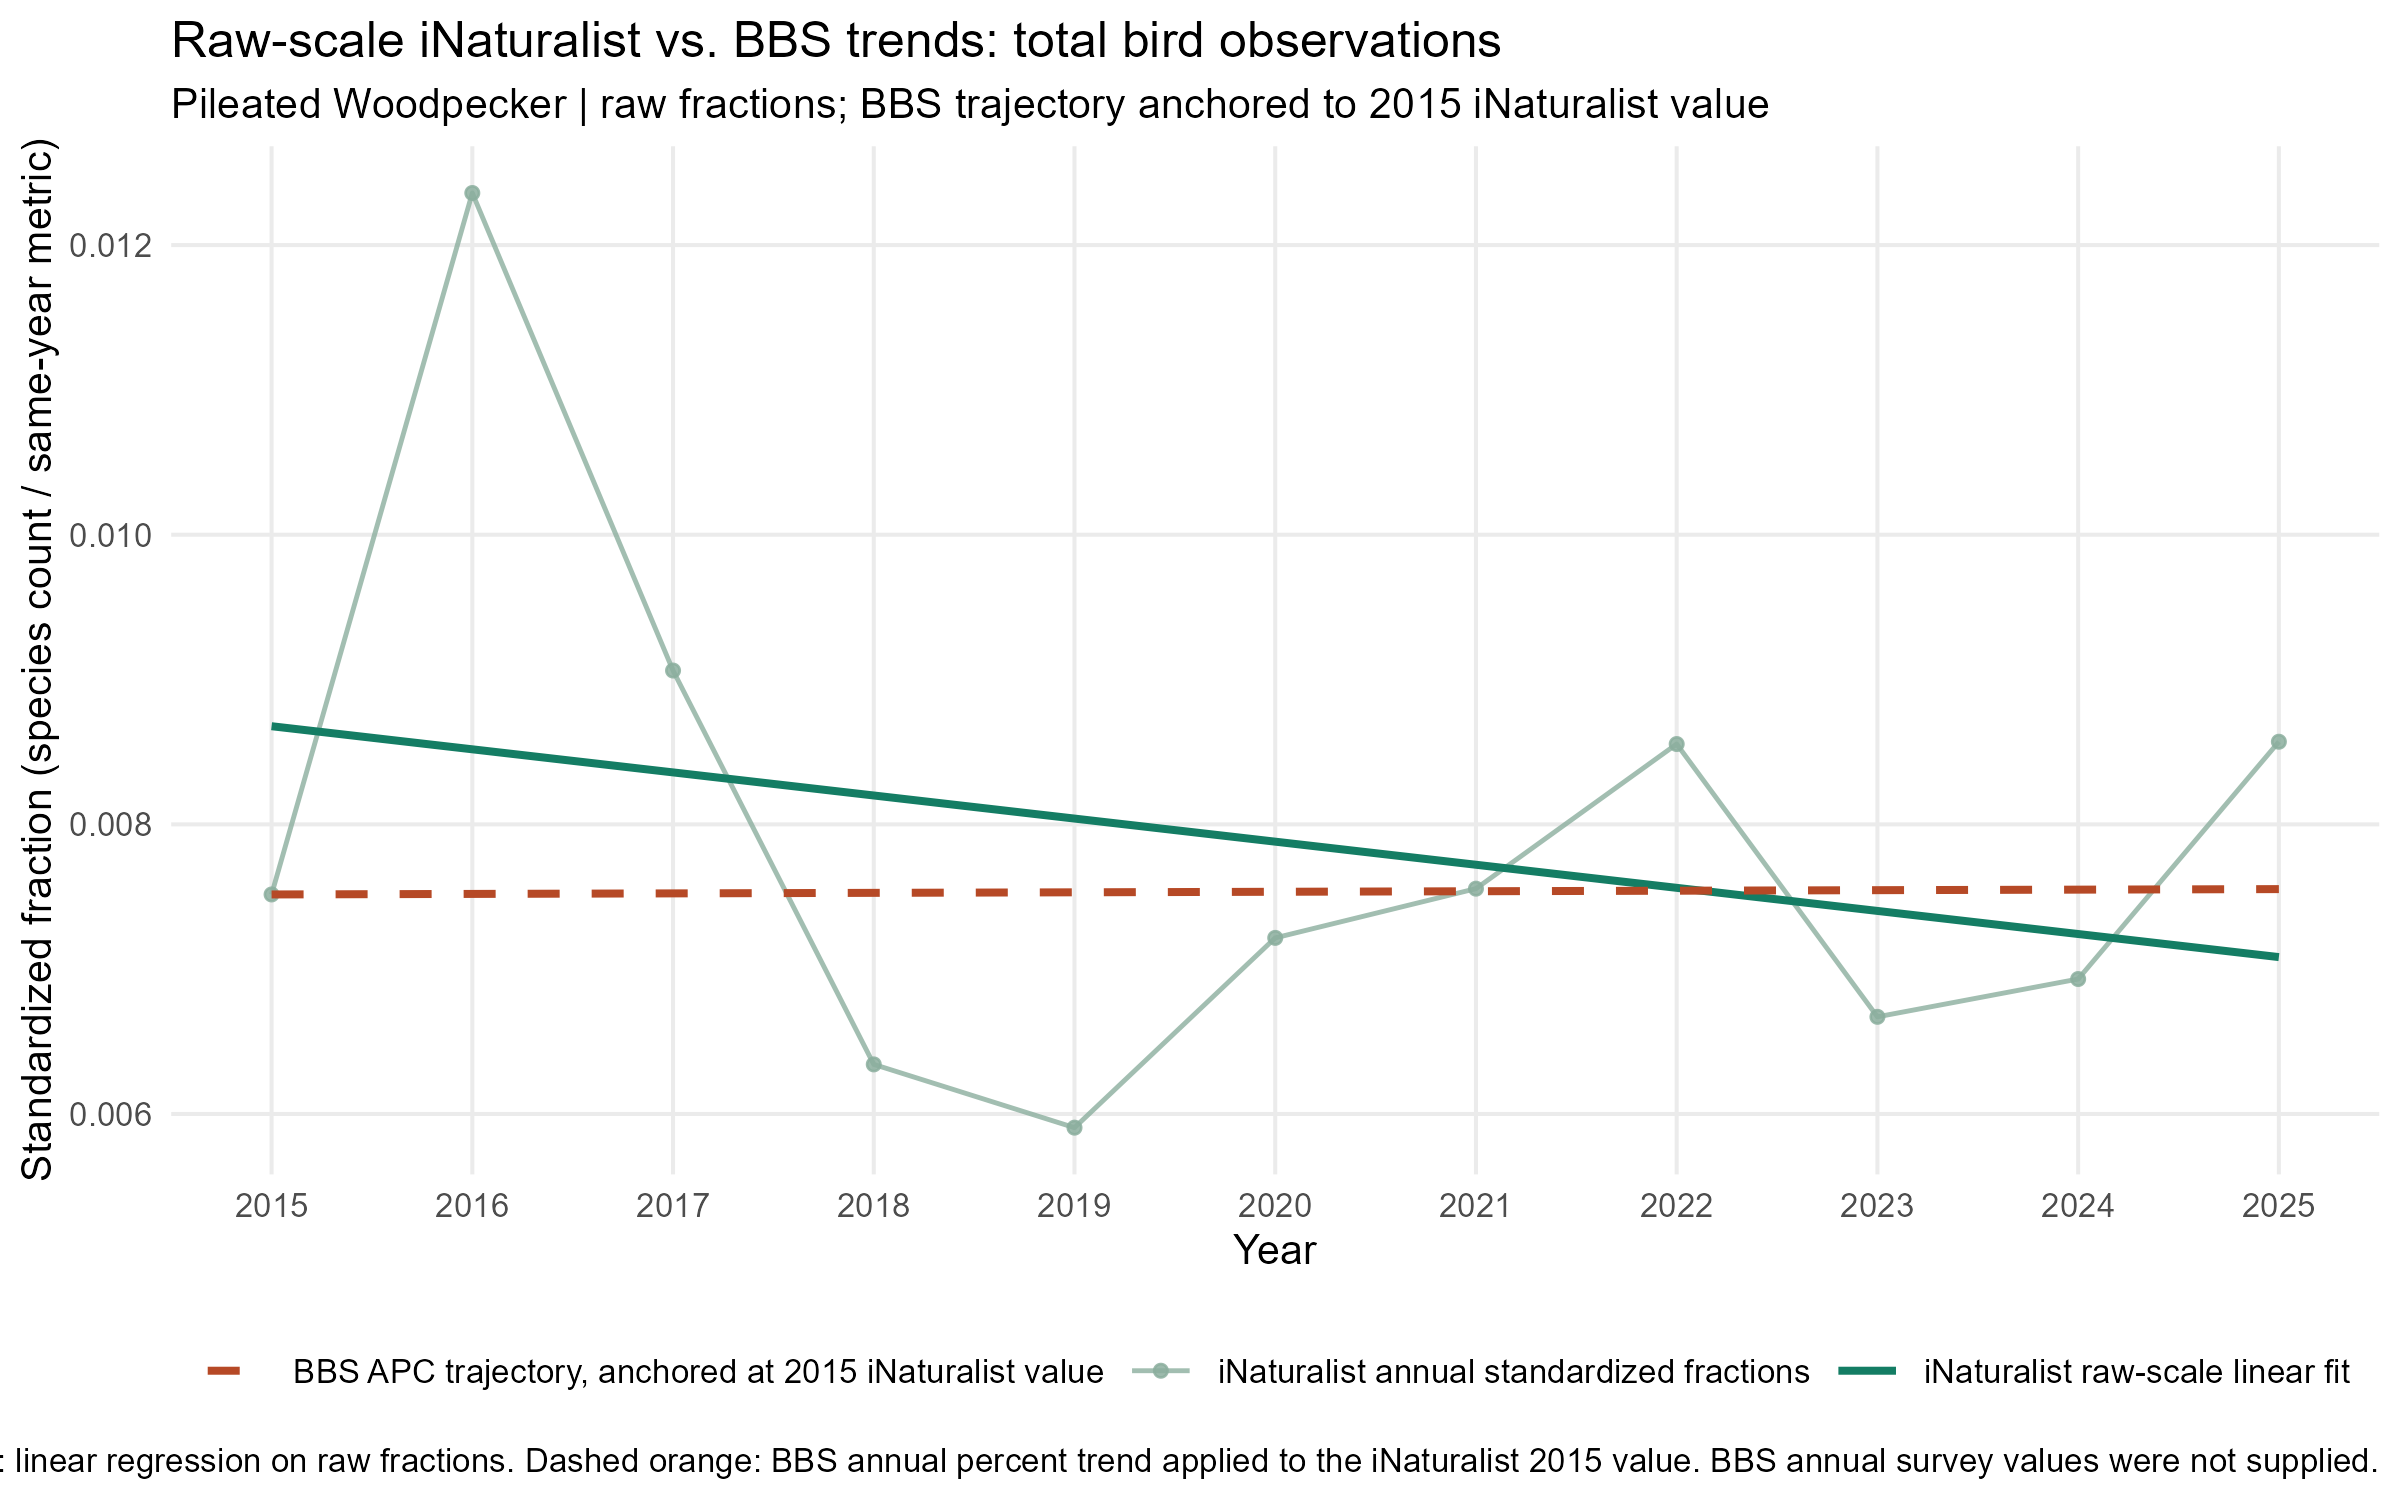 Raw-scale iNaturalist vs. BBS trends: total bird observations
Pileated Woodpecker | raw fractions; BBS trajectory anchored to 2015 iNaturalist value
Standardized fraction (species count / same-year metric)
0.012
0.010
0.008
0.006
2015 2016 2017 2018 2019 2020 2021 2022 2023 2024 2025
Year
BBS APC trajectory, anchored at 2015 iNaturalist value iNaturalist annual standardized fractions iNaturalist raw-scale linear fit
: linear regression on raw fractions. Dashed orange: BBS annual percent trend applied to the iNaturalist 2015 value. BBS annual survey values were not supplied.